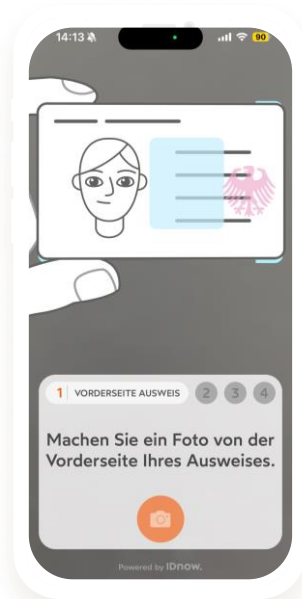 14:13
90
1 VORDERSEITE AUSWEIS 2 3 4
Machen Sie ein Foto von der
Vorderseite Ihres Ausweises.
Powered by IDnow.